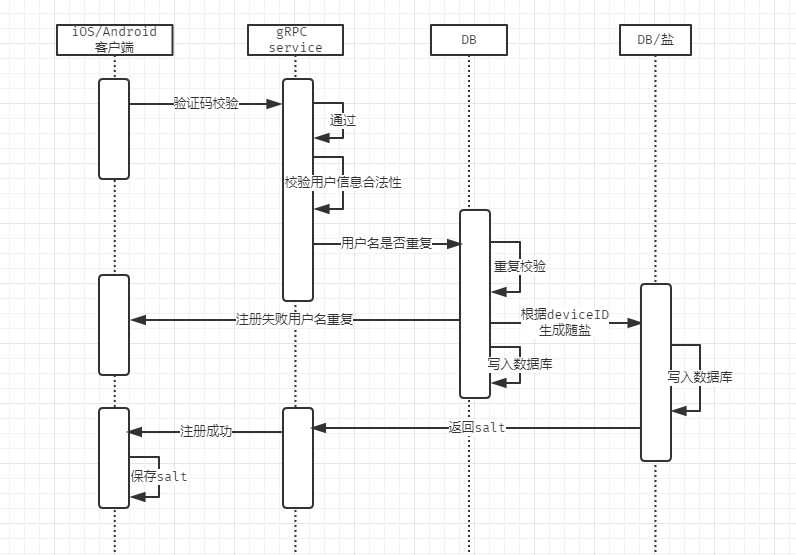 iOS/Android
客户端
gRPC
service
DB
DB/盐
验证码校验
通过
校验用户信息合法性
用户名是否重复
重复校验
注册失败用户名重复
根据deviceID
生成随盐
写入数据库
写入数据库
返回salt
注册成功
保存salt